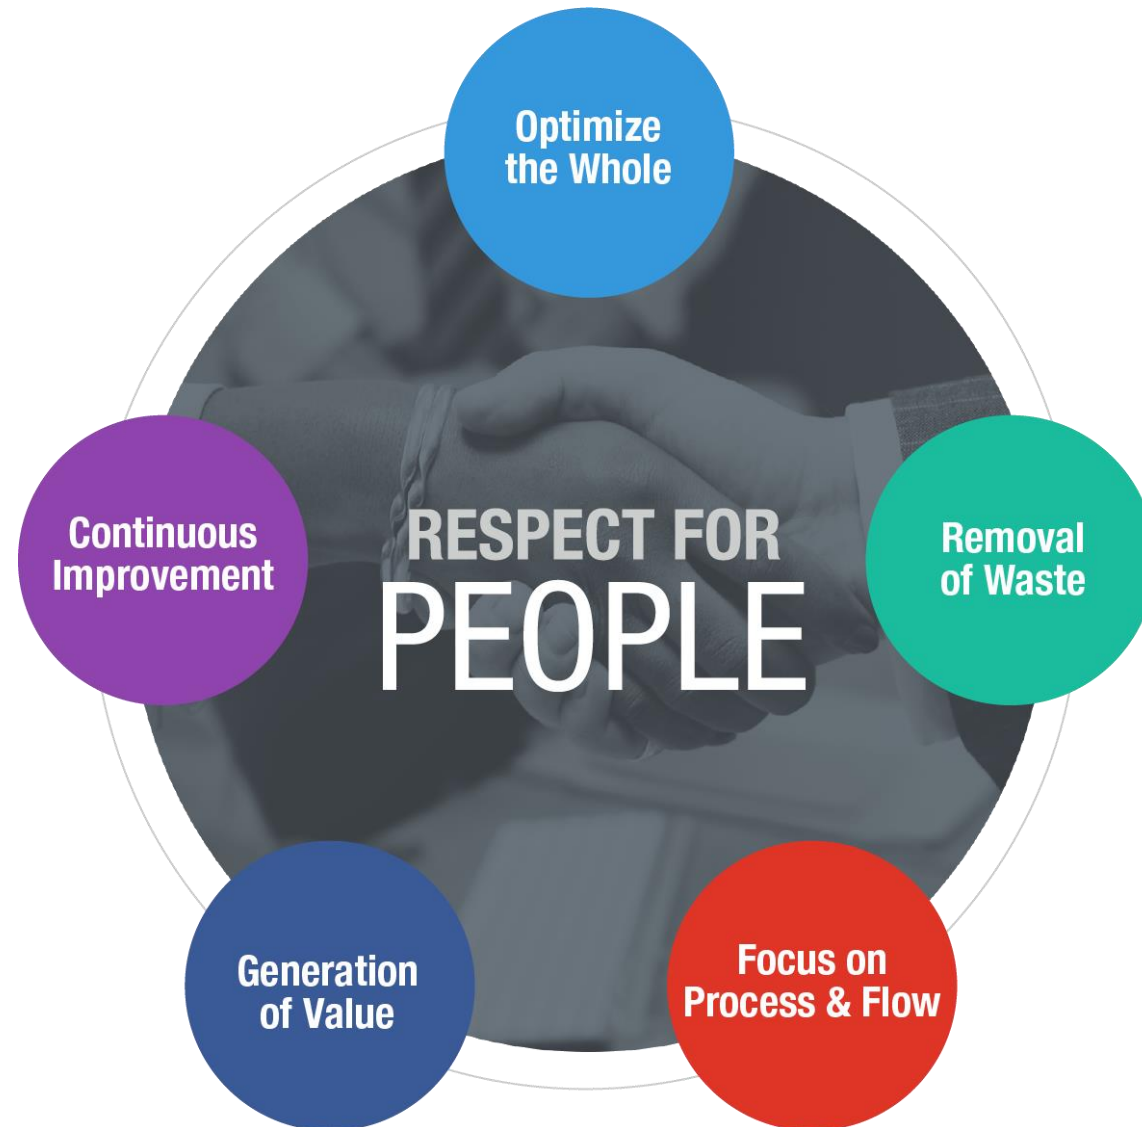 Optimize
the Whole
Continuous
Improvement
RESPECT FOR
PEOPLE
Removal
of Waste
Generation
of Value
Focus on
Process & Flow